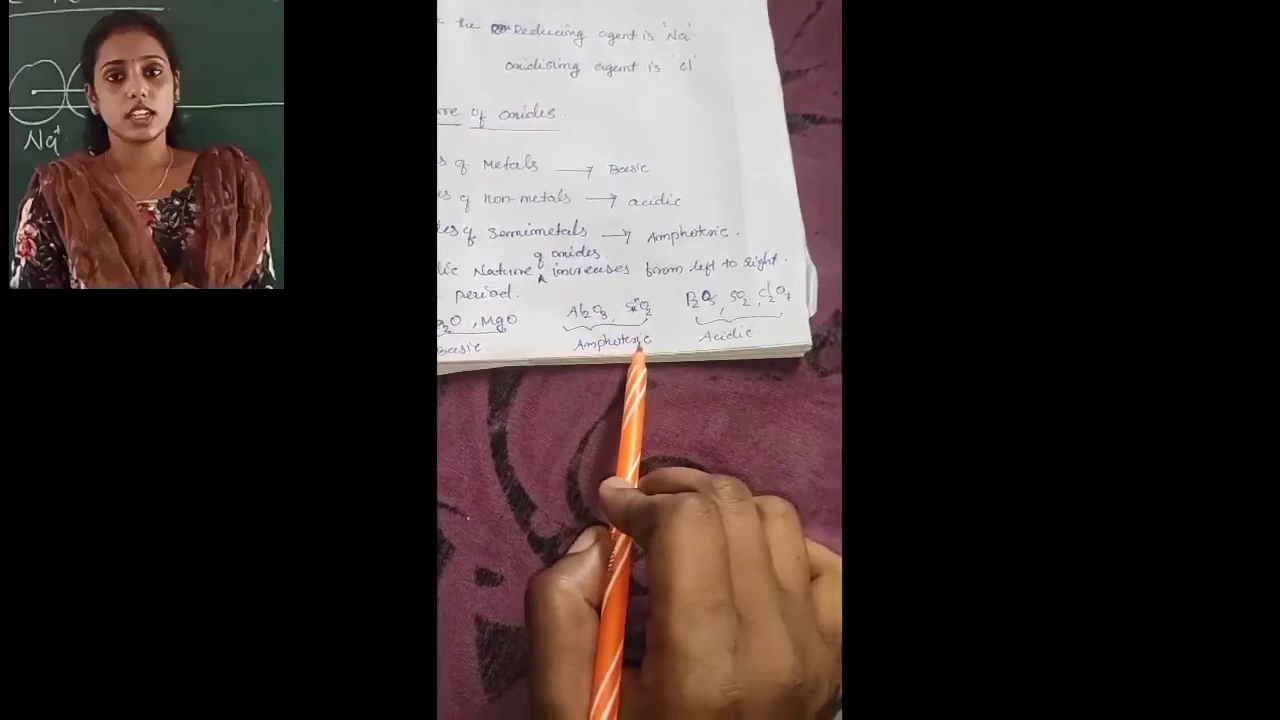 Na⁺
the Reducing agent is 'Na'
oxidising agent is 'cl'
of oxides
of Metals → Basic
of non-metals → acidic
of semimetals → Amphoteric.
of oxides
Nature ∧ increases from left to right.
period.
MgO Al₂O₃, SiO₂ P₂O₅, SO₂, Cl₂O₇
Basic Amphoteric Acidic